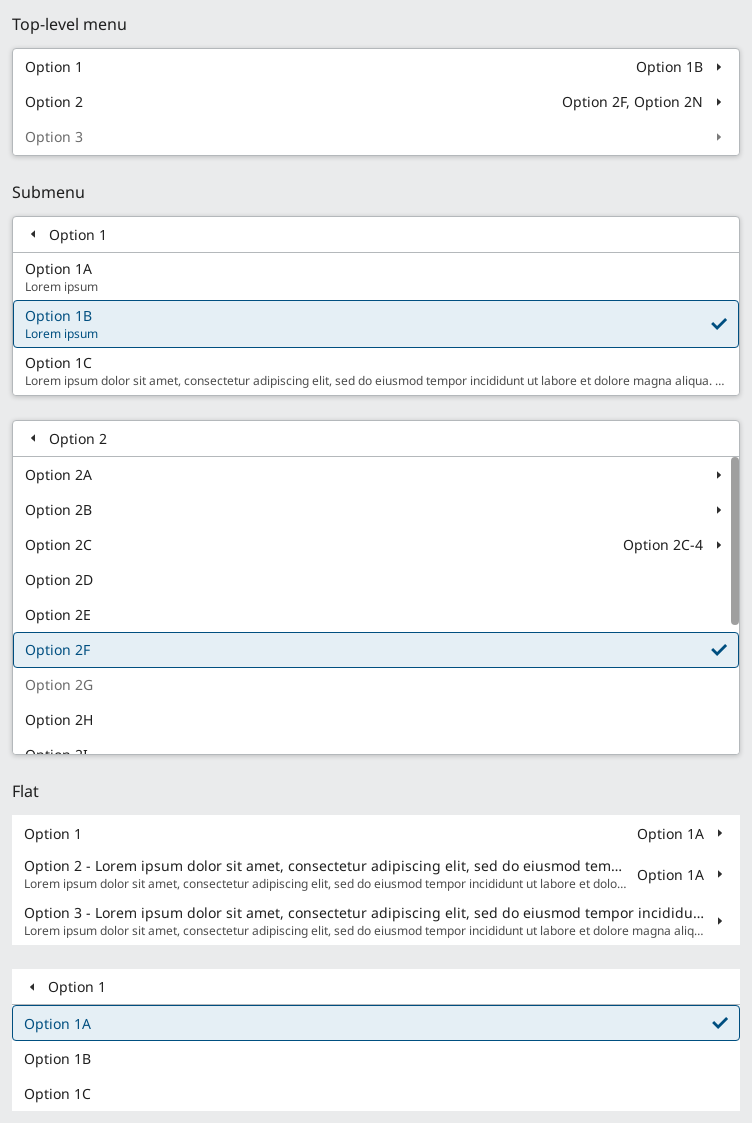 Top-level menu
Option 1 Option 1B
Option 2 Option 2F, Option 2N
Option 3
Submenu
Option 1
Option 1A
Lorem ipsum
Option 1B
Lorem ipsum
Option 1C
Lorem ipsum dolor sit amet, consectetur adipiscing elit, sed do eiusmod tempor incididunt ut labore et dolore magna aliqua. ...
Option 2
Option 2A
Option 2B
Option 2C Option 2C-4
Option 2D
Option 2E
Option 2F
Option 2G
Option 2H
Option 2I
Flat
Option 1 Option 1A
Option 2 - Lorem ipsum dolor sit amet, consectetur adipiscing elit, sed do eiusmod tem... Option 1A
Lorem ipsum dolor sit amet, consectetur adipiscing elit, sed do eiusmod tempor incididunt ut labore et dolo...
Option 3 - Lorem ipsum dolor sit amet, consectetur adipiscing elit, sed do eiusmod tempor incididu...
Lorem ipsum dolor sit amet, consectetur adipiscing elit, sed do eiusmod tempor incididunt ut labore et dolore magna aliq...
Option 1
Option 1A
Option 1B
Option 1C